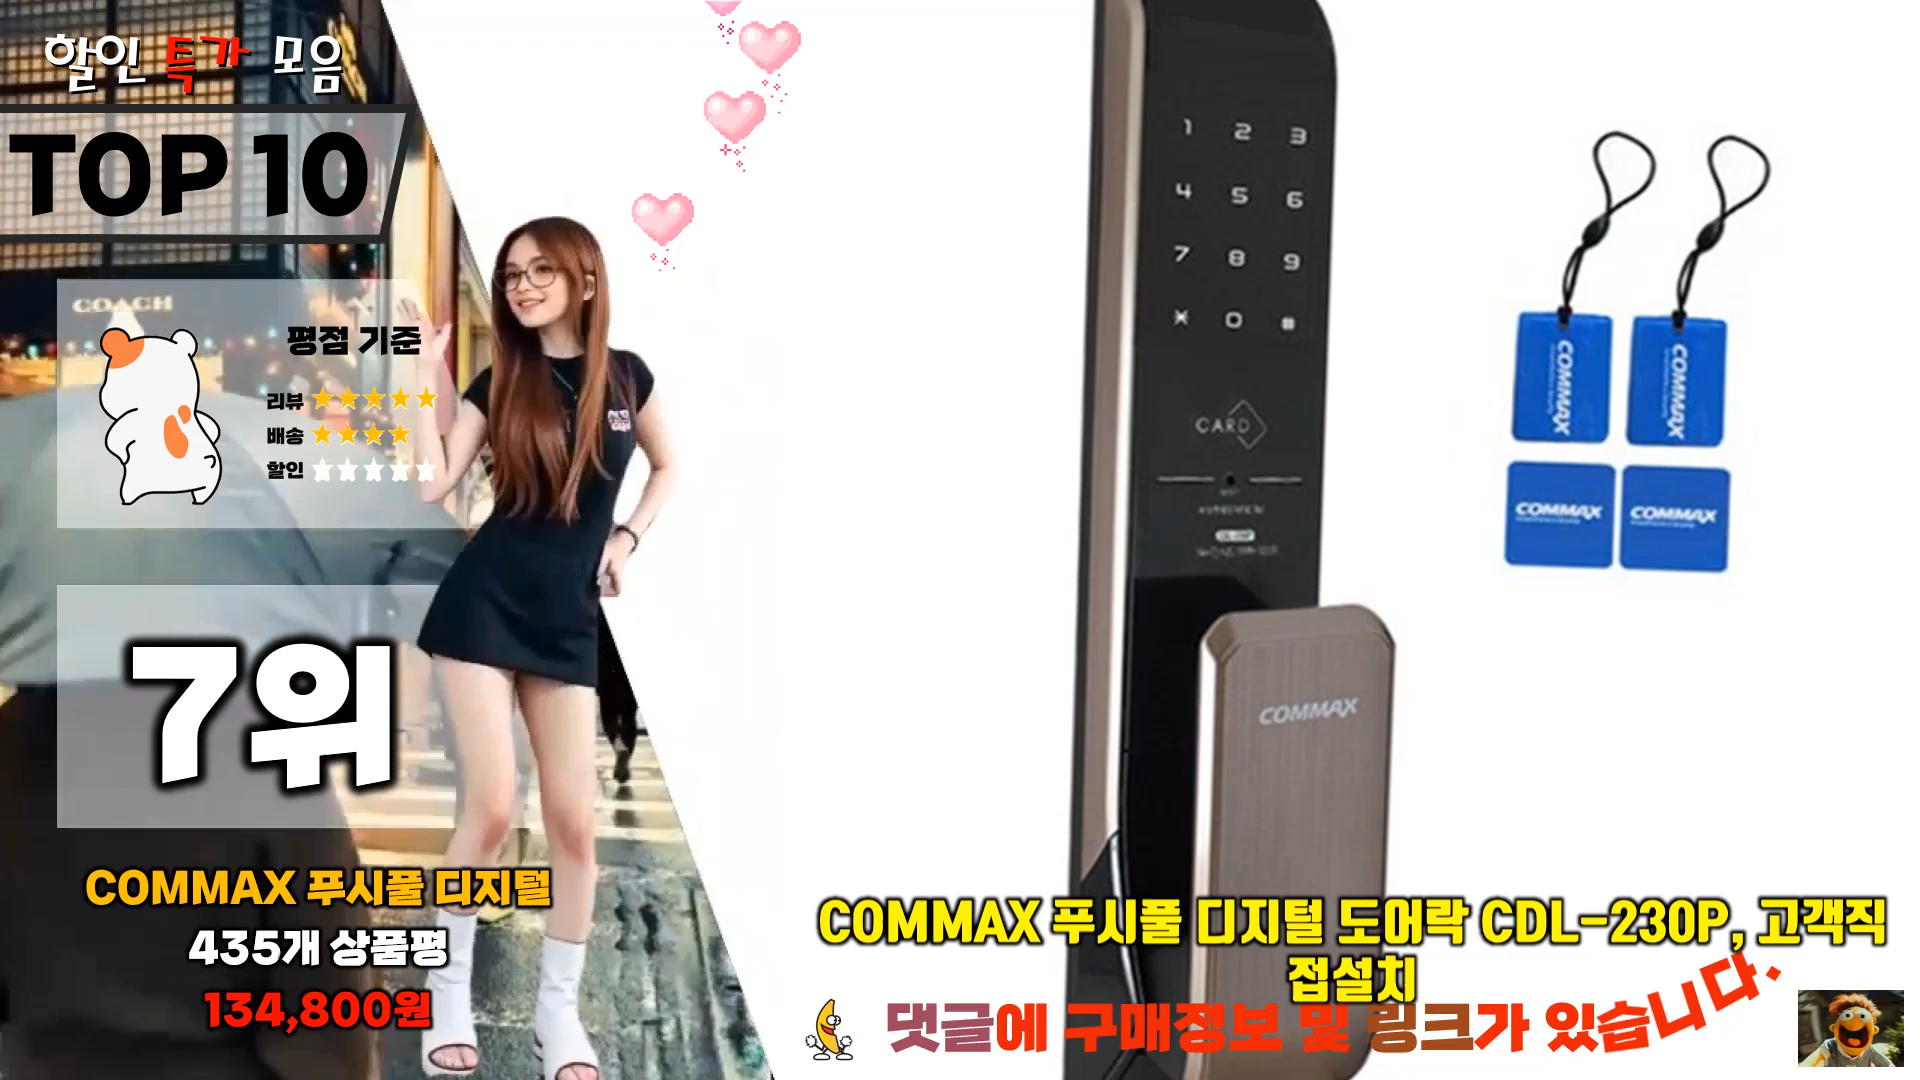 할인 특가 모음
TOP 10
COACH
평점 기준
리뷰
배송
할인
7위
COMMAX 푸시풀 디지털
435개 상품평
134,800원
1 2 3
4 5 6
7 8 9
* 0 #
CARD
COMMAX
COMMAX
COMMAX
COMMAX
COMMAX
COMMAX 푸시풀 디지털 도어락 CDL-230P, 고객직
접설치
댓글에 구매정보 및 링크가 있습니다.